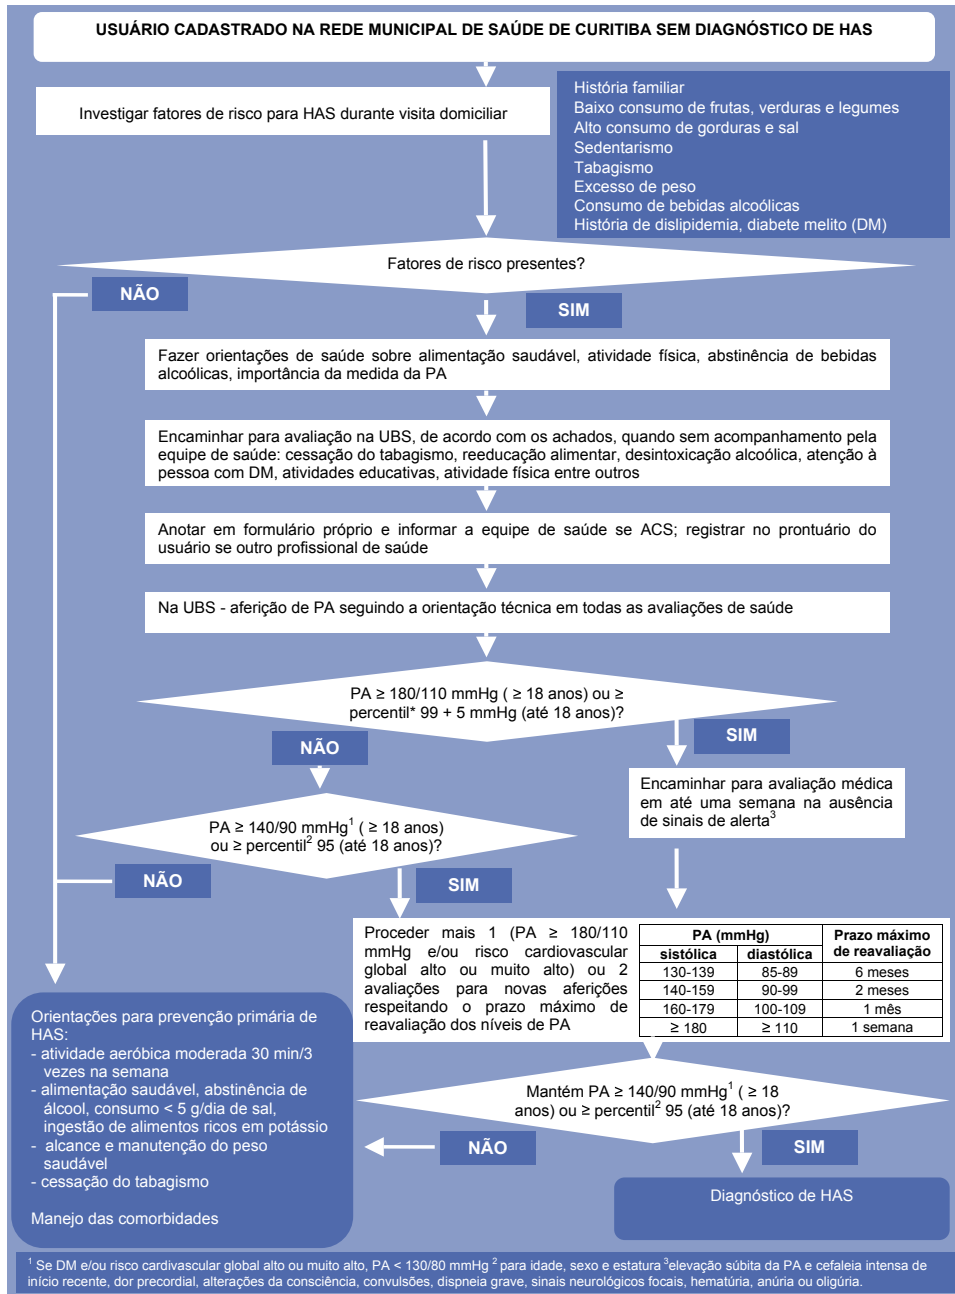 USUÁRIO CADASTRADO NA REDE MUNICIPAL DE SAÚDE DE CURITIBA SEM DIAGNÓSTICO DE HAS
Investigar fatores de risco para HAS durante visita domiciliar
História familiar
Baixo consumo de frutas, verduras e legumes
Alto consumo de gorduras e sal
Sedentarismo
Tabagismo
Excesso de peso
Consumo de bebidas alcoólicas
História de dislipidemia, diabete melito (DM)
Fatores de risco presentes?
NÃO
SIM
Fazer orientações de saúde sobre alimentação saudável, atividade física, abstinência de bebidas
alcoólicas, importância da medida da PA
Encaminhar para avaliação na UBS, de acordo com os achados, quando sem acompanhamento pela
equipe de saúde: cessação do tabagismo, reeducação alimentar, desintoxicação alcoólica, atenção à
pessoa com DM, atividades educativas, atividade física entre outros
Anotar em formulário próprio e informar a equipe de saúde se ACS; registrar no prontuário do
usuário se outro profissional de saúde
Na UBS - aferição de PA seguindo a orientação técnica em todas as avaliações de saúde
PA ≥ 180/110 mmHg ( ≥ 18 anos) ou ≥
percentil* 99 + 5 mmHg (até 18 anos)?
NÃO
SIM
Encaminhar para avaliação médica
em até uma semana na ausência
de sinais de alerta³
PA ≥ 140/90 mmHg¹ ( ≥ 18 anos)
ou ≥ percentil² 95 (até 18 anos)?
NÃO
SIM
Proceder mais 1 (PA ≥ 180/110
mmHg e/ou risco cardiovascular
global alto ou muito alto) ou 2
avaliações para novas aferições
respeitando o prazo máximo de
reavaliação dos níveis de PA
PA (mmHg) Prazo máximo
sistólica diastólica de reavaliação
130-139 85-89 6 meses
140-159 90-99 2 meses
160-179 100-109 1 mês
≥ 180 ≥ 110 1 semana
Mantém PA ≥ 140/90 mmHg¹ ( ≥ 18
anos) ou ≥ percentil² 95 (até 18 anos)?
NÃO
SIM
Diagnóstico de HAS
Orientações para prevenção primária de
HAS:
- atividade aeróbica moderada 30 min/3
vezes na semana
- alimentação saudável, abstinência de
álcool, consumo < 5 g/dia de sal,
ingestão de alimentos ricos em potássio
- alcance e manutenção do peso
saudável
- cessação do tabagismo
Manejo das comorbidades
¹ Se DM e/ou risco cardivascular global alto ou muito alto, PA < 130/80 mmHg ² para idade, sexo e estatura ³elevação súbita da PA e cefaleia intensa de
início recente, dor precordial, alterações da consciência, convulsões, dispneia grave, sinais neurológicos focais, hematúria, anúria ou oligúria.